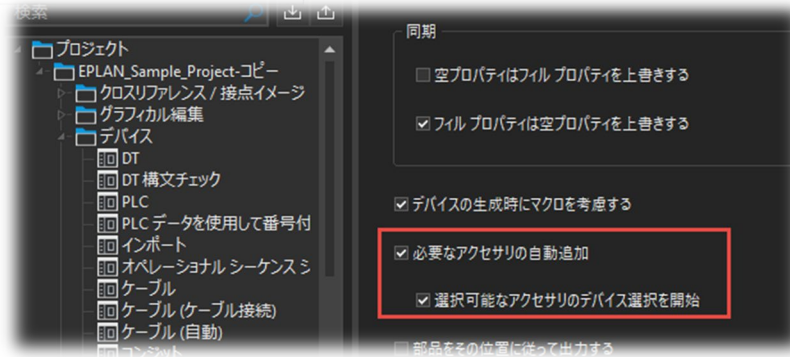 検索
プロジェクト
EPLAN_Sample_Project-コピー
クロスリファレンス / 接点イメージ
グラフィカル編集
デバイス
DT
DT 構文チェック
PLC
PLC データを使用して番号付
インポート
オペレーショナル シーケンス シ
ケーブル
ケーブル (ケーブル接続)
ケーブル (自動)
コンジット
同期
空プロパティはフィル プロパティを上書きする
フィル プロパティは空プロパティを上書きする
デバイスの生成時にマクロを考慮する
必要なアクセサリの自動追加
選択可能なアクセサリのデバイス選択を開始
部品をその位置に従って出力する